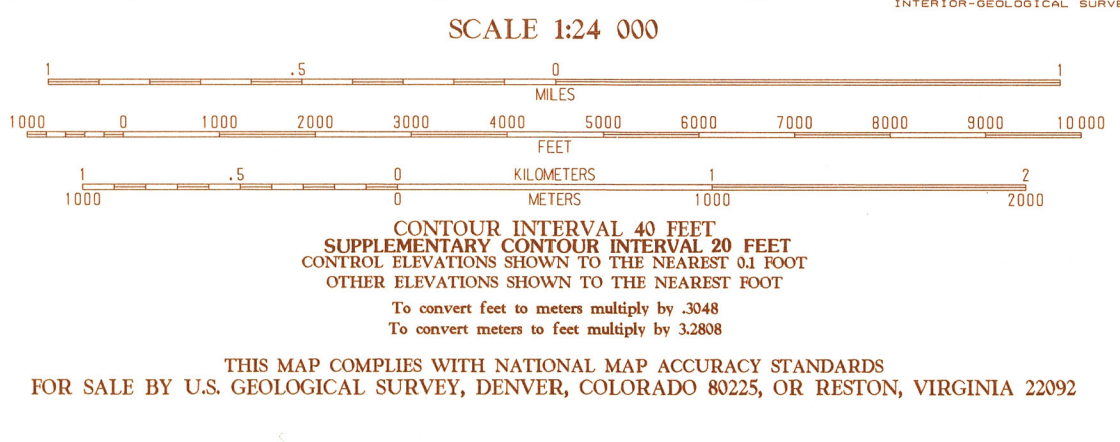 INTERIOR-GEOLOGICAL SURVE
SCALE 1:24 000
1 .5 0 1
MILES
1000 0 1000 2000 3000 4000 5000 6000 7000 8000 9000 10 000
FEET
1 .5 0 KILOMETERS 1 2
1000 0 METERS 1000 2000
CONTOUR INTERVAL 40 FEET
SUPPLEMENTARY CONTOUR INTERVAL 20 FEET
CONTROL ELEVATIONS SHOWN TO THE NEAREST 0.1 FOOT
OTHER ELEVATIONS SHOWN TO THE NEAREST FOOT
To convert feet to meters multiply by .3048
To convert meters to feet multiply by 3.2808
THIS MAP COMPLIES WITH NATIONAL MAP ACCURACY STANDARDS
FOR SALE BY U.S. GEOLOGICAL SURVEY, DENVER, COLORADO 80225, OR RESTON, VIRGINIA 22092